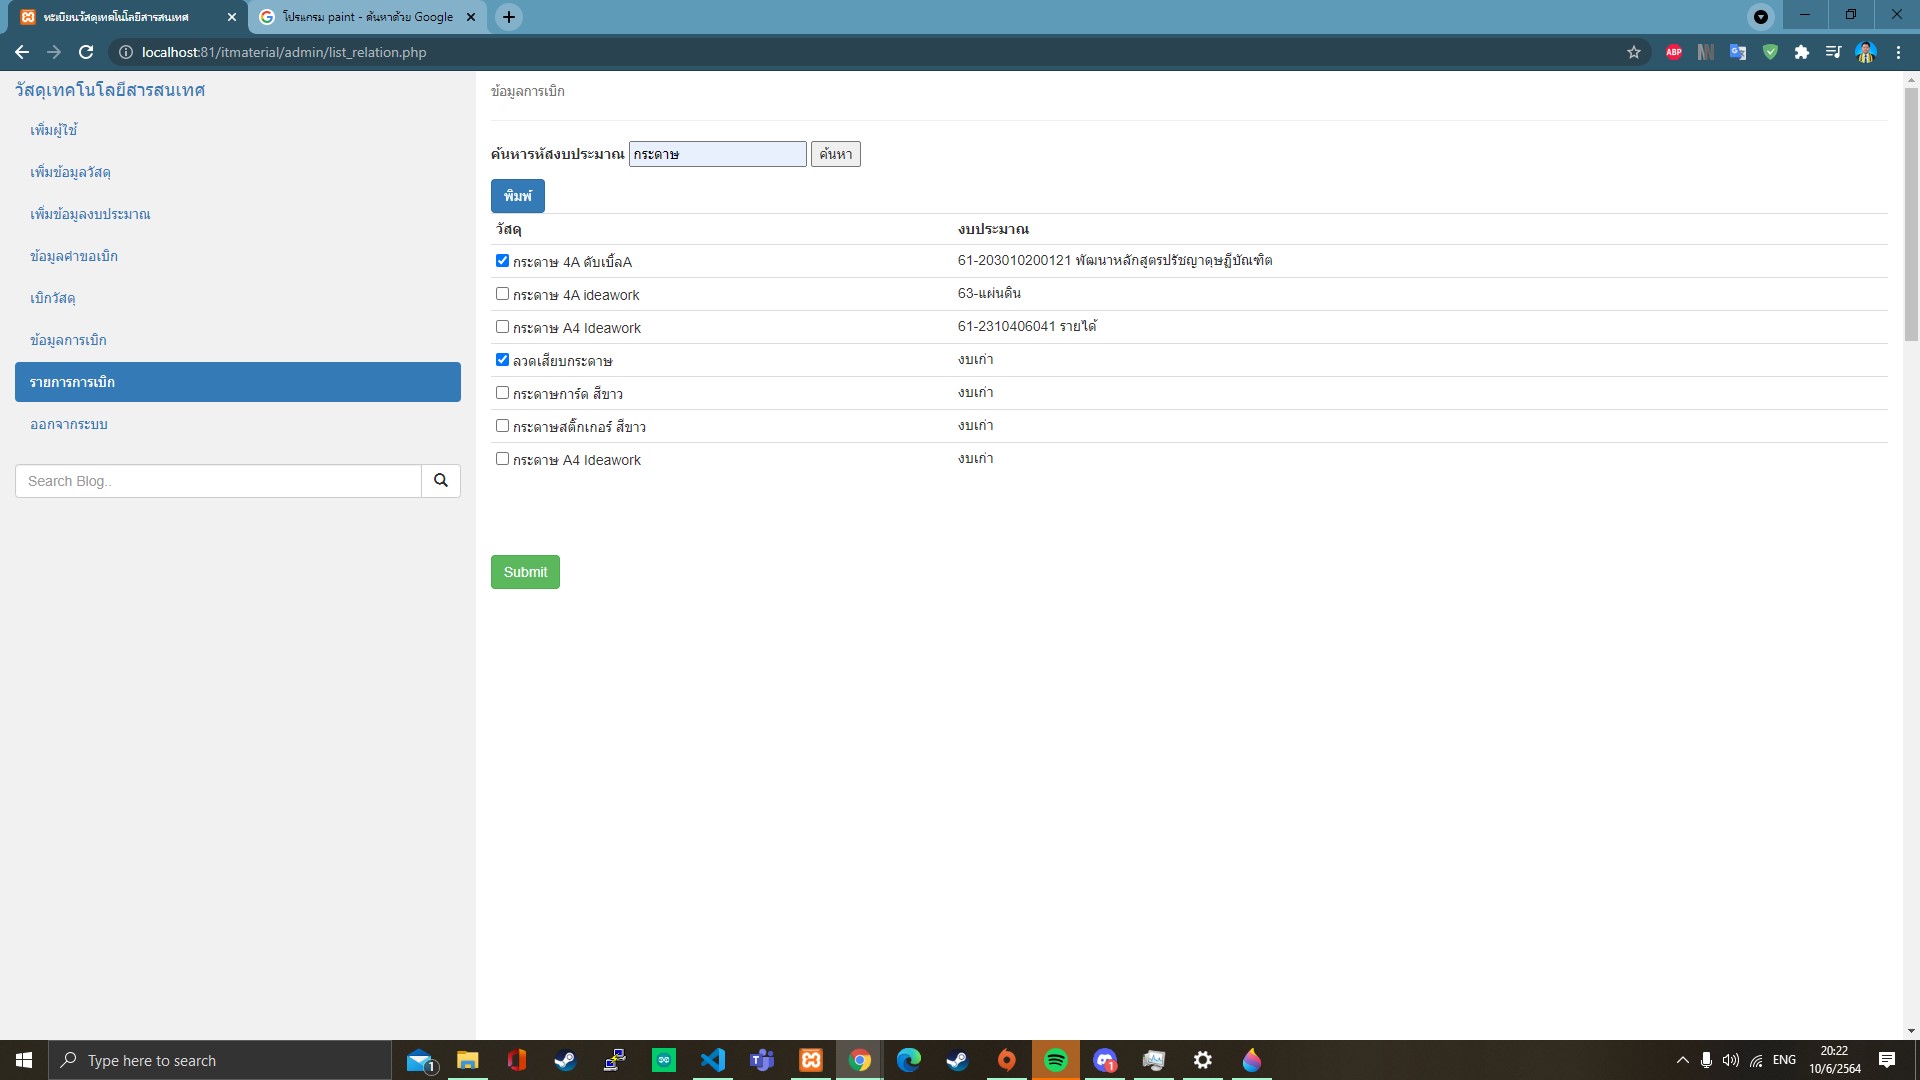 ทะเบียนวัสดุเทคโนโลยีสารสนเทศ
โปรแกรม paint - ค้นหาด้วย Google
localhost:81/itmaterial/admin/list_relation.php
ABP
วัสดุเทคโนโลยีสารสนเทศ
เพิ่มผู้ใช้
เพิ่มข้อมูลวัสดุ
เพิ่มข้อมูลงบประมาณ
ข้อมูลคำขอเบิก
เบิกวัสดุ
ข้อมูลการเบิก
รายการการเบิก
ออกจากระบบ
Search Blog..
ข้อมูลการเบิก
ค้นหารหัสงบประมาณ กระดาษ ค้นหา
พิมพ์
วัสดุ งบประมาณ
กระดาษ 4A ดับเบิ้ลA 61-203010200121 พัฒนาหลักสูตรปรัชญาดุษฎีบัณฑิต
กระดาษ 4A ideawork 63-แผ่นดิน
กระดาษ A4 Ideawork 61-2310406041 รายได้
ลวดเสียบกระดาษ งบเก่า
กระดาษการ์ด สีขาว งบเก่า
กระดาษสติ๊กเกอร์ สีขาว งบเก่า
กระดาษ A4 Ideawork งบเก่า
Submit
Type here to search
1
1
ENG
20:22
10/6/2564